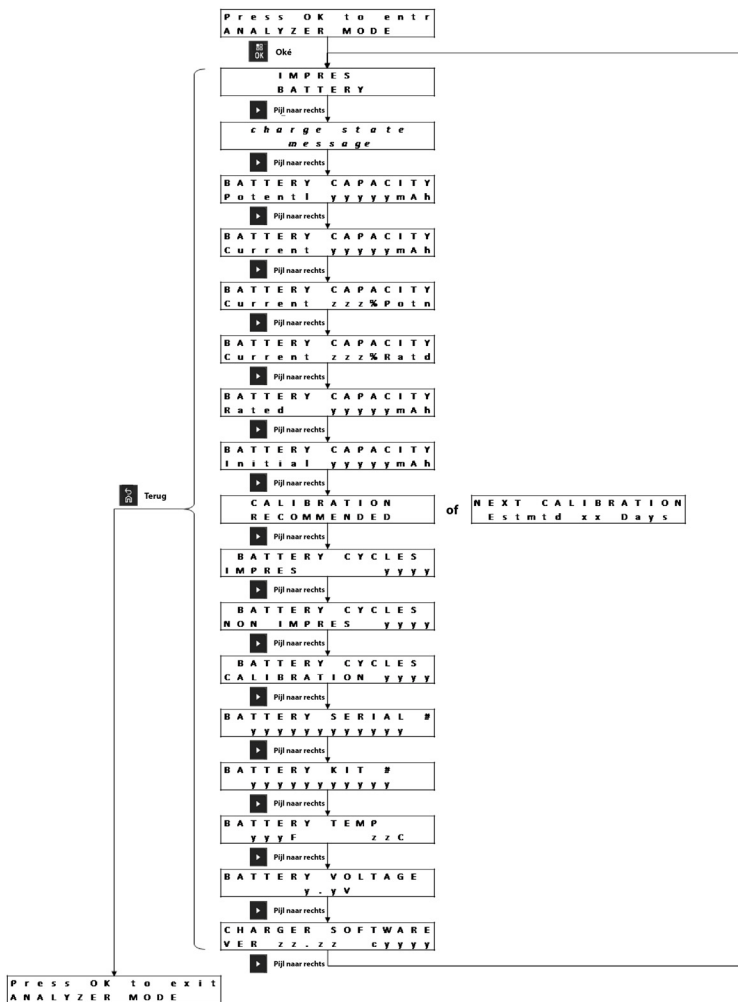 Press OK to entr
ANALYZER MODE
OK Oké
IMPRES
BATTERY
Pijl naar rechts
charge state
message
Pijl naar rechts
BATTERY CAPACITY
Potentl yyyyymAh
Pijl naar rechts
BATTERY CAPACITY
Current yyyyymAh
Pijl naar rechts
BATTERY CAPACITY
Current zzz%Potn
Pijl naar rechts
BATTERY CAPACITY
Current zzz%Ratd
Pijl naar rechts
BATTERY CAPACITY
Rated yyyyymAh
Pijl naar rechts
BATTERY CAPACITY
Initial yyyyymAh
Pijl naar rechts
Terug
CALIBRATION
RECOMMENDED
of
NEXT CALIBRATION
Estmtd xx Days
Pijl naar rechts
BATTERY CYCLES
IMPRES yyyy
Pijl naar rechts
BATTERY CYCLES
NON IMPRES yyyy
Pijl naar rechts
BATTERY CYCLES
CALIBRATION yyyy
Pijl naar rechts
BATTERY SERIAL #
yyyyyyyyyyyy
Pijl naar rechts
BATTERY KIT #
yyyyyyyyyyy
Pijl naar rechts
BATTERY TEMP
yyyF zzC
Pijl naar rechts
BATTERY VOLTAGE
y.yV
Pijl naar rechts
CHARGER SOFTWARE
VER zz.zz cyyyy
Pijl naar rechts
Press OK to exit
ANALYZER MODE